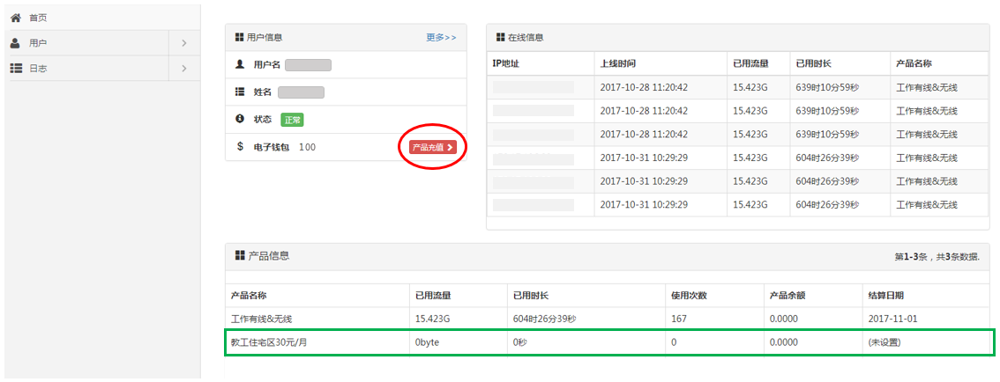 首页
用户
日志
用户信息 更多>>
用户名
姓名
状态 正常
电子钱包 100 产品充值
在线信息
IP地址 上线时间 已用流量 已用时长 产品名称
2017-10-28 11:20:42 15.423G 639时10分59秒 工作有线&无线
2017-10-28 11:20:42 15.423G 639时10分59秒 工作有线&无线
2017-10-28 11:20:42 15.423G 639时10分59秒 工作有线&无线
2017-10-31 10:29:29 15.423G 604时26分39秒 工作有线&无线
2017-10-31 10:29:29 15.423G 604时26分39秒 工作有线&无线
2017-10-31 10:29:29 15.423G 604时26分39秒 工作有线&无线
产品信息 第1-3条，共3条数据.
产品名称 已用流量 已用时长 使用次数 产品余额 结算日期
工作有线&无线 15.423G 604时26分39秒 167 0.0000 2017-11-01
教工住宅区30元/月 0byte 0秒 0 0.0000 (未设置)